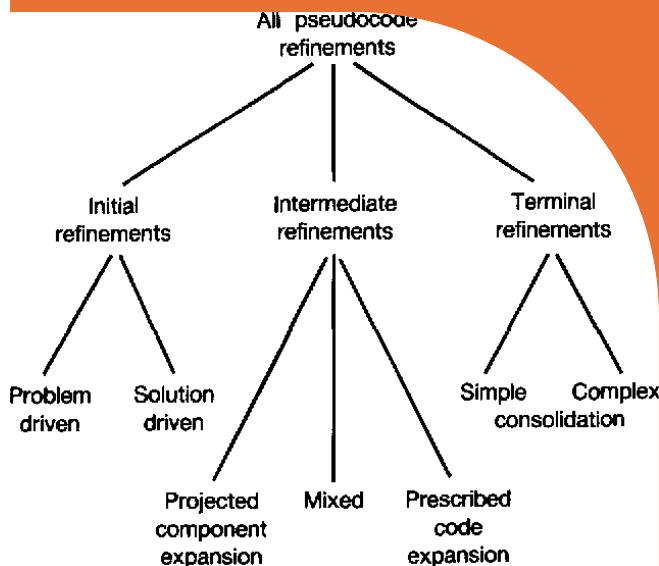 All pseudocode
refinements
Initial
refinements
Intermediate
refinements
Terminal
refinements
Problem
driven
Solution
driven
Simple Complex
consolidation
Projected
component
expansion
Mixed
Prescribed
code
expansion